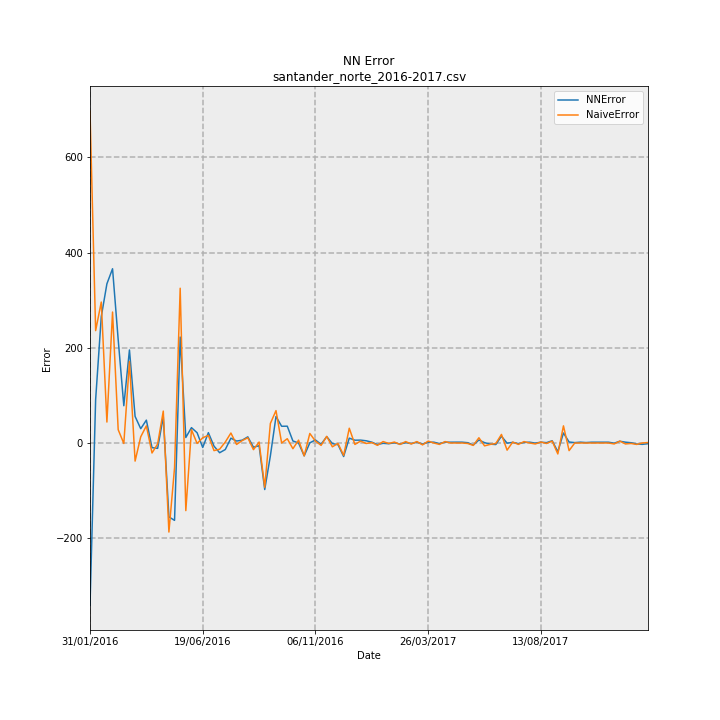 NN Error
santander_norte_2016-2017.csv
NNError
NaiveError
600
400
200
0
−200
Error
31/01/2016
19/06/2016
06/11/2016
26/03/2017
13/08/2017
Date